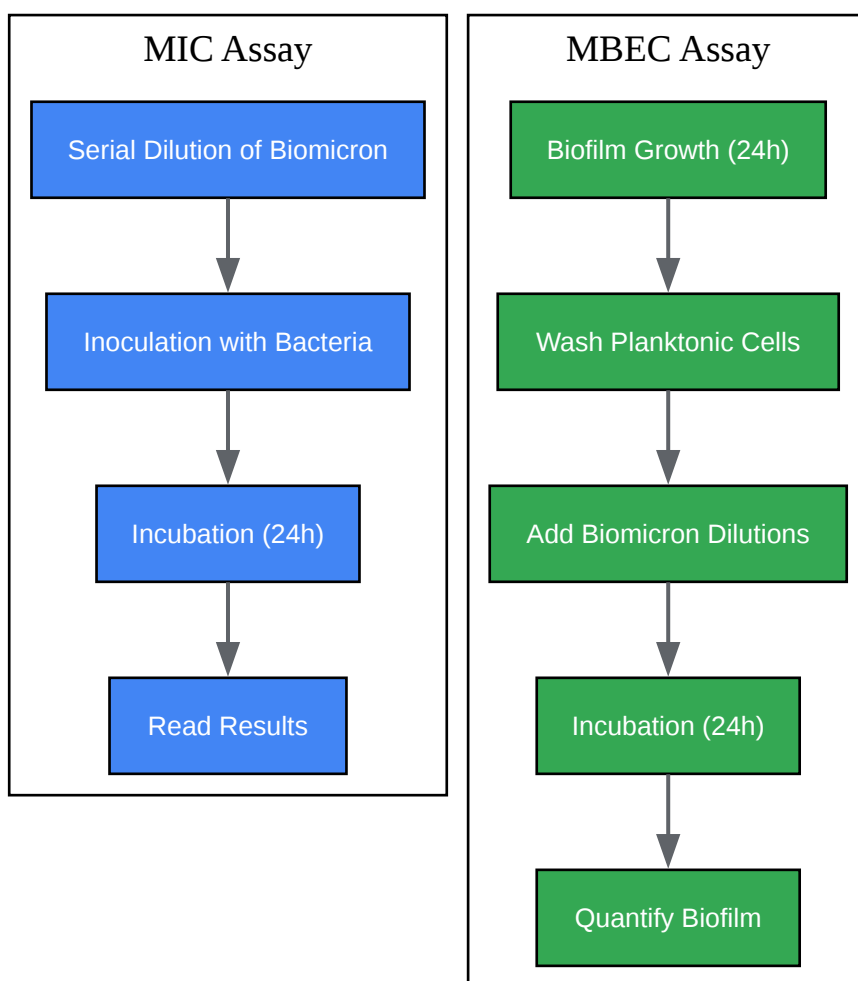 MIC Assay
Serial Dilution of Biomicron
Inoculation with Bacteria
Incubation (24h)
Read Results
MBEC Assay
Biofilm Growth (24h)
Wash Planktonic Cells
Add Biomicron Dilutions
Incubation (24h)
Quantify Biofilm